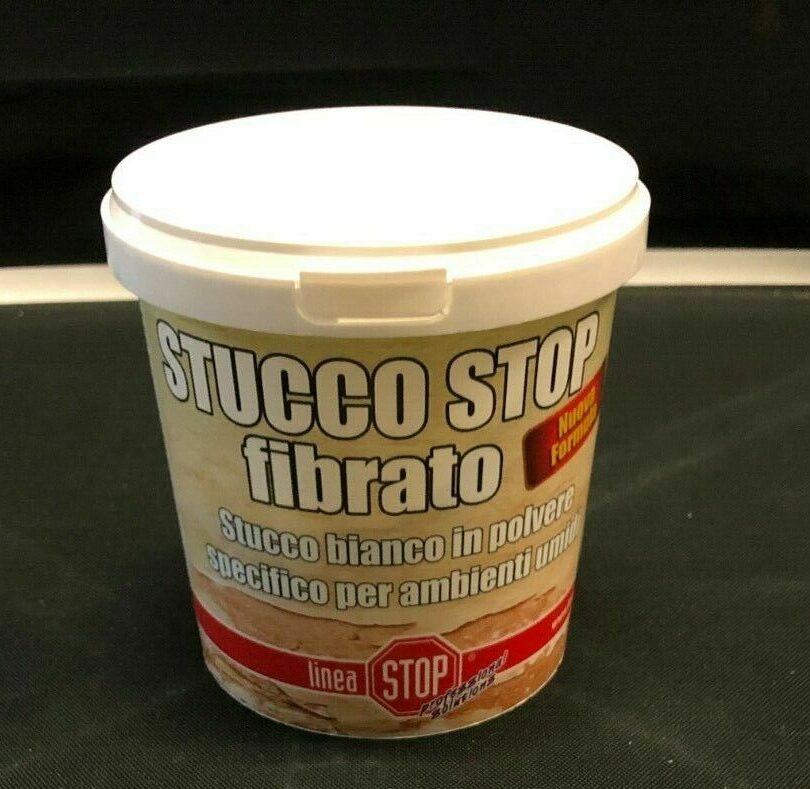 STUCCO STOP
fibrato
Nuova
Formula
Stucco bianco in polvere
specifico per ambienti umidi
linea STOP
professional
solutions